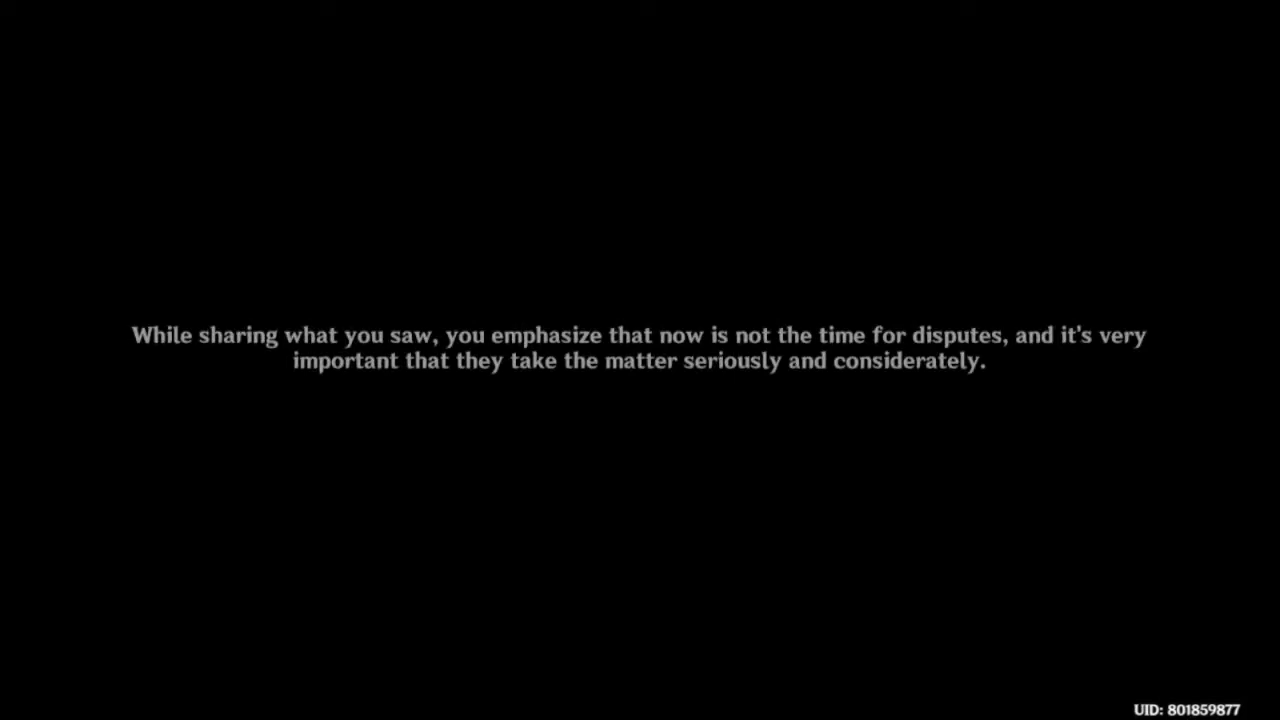 While sharing what you saw, you emphasize that now is not the time for disputes, and it's very
important that they take the matter seriously and considerately.
UID: 801859877